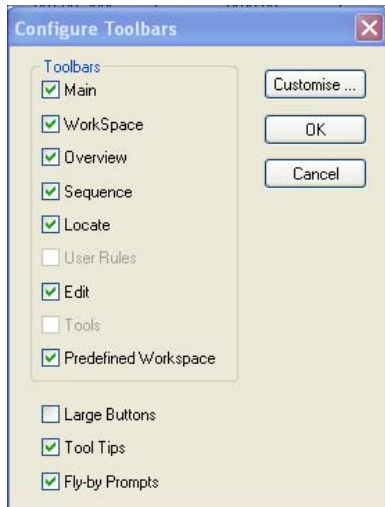 Configure Toolbars
Toolbars
Main
WorkSpace
Overview
Sequence
Locate
User Rules
Edit
Tools
Predefined Workspace
Large Buttons
Tool Tips
Fly-by Prompts
Customise ...
OK
Cancel